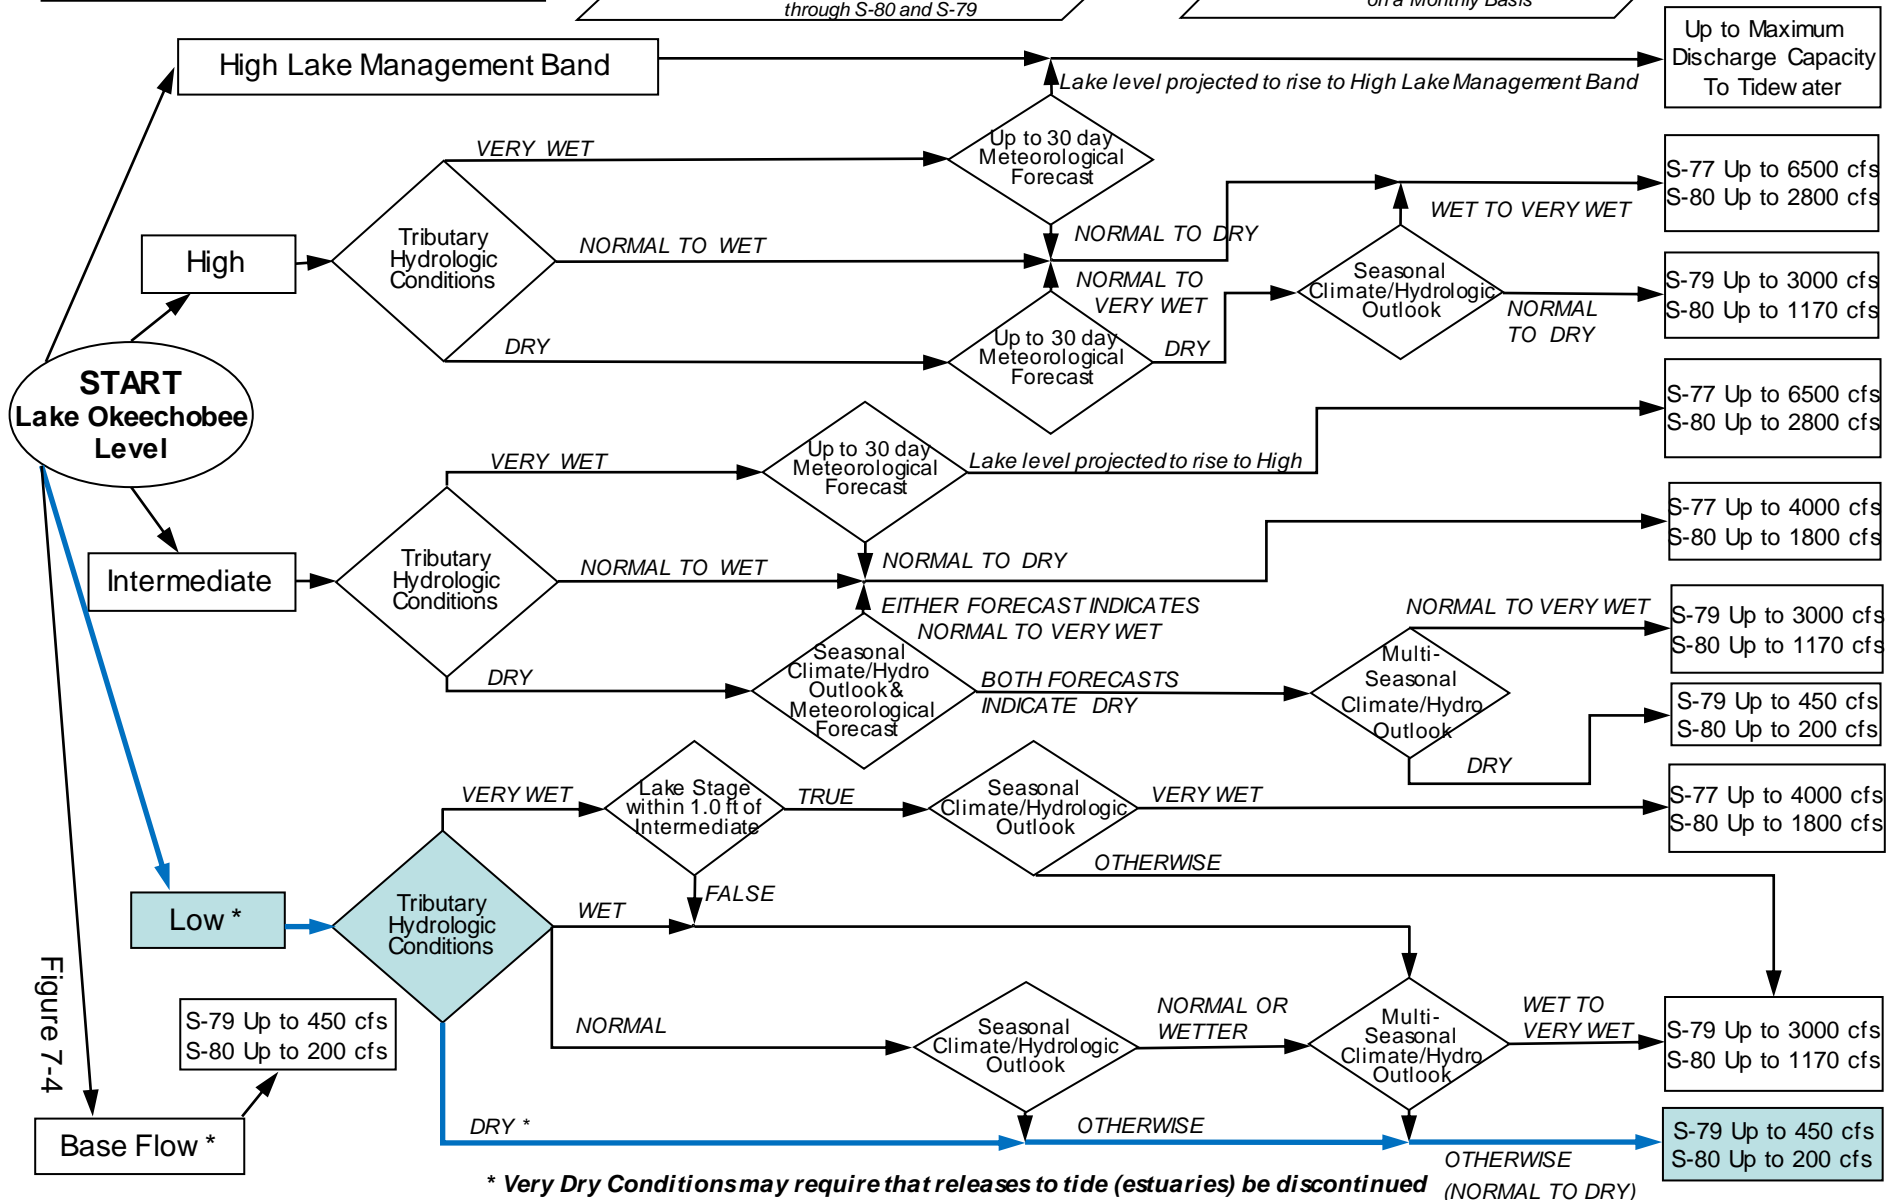 through S-80 and S-79
on a Monthly Basis
High Lake Management Band
Lake level projected to rise to High Lake Management Band
Up to Maximum
Discharge Capacity
To Tidewater
VERY WET
Up to 30 day
Meteorological
Forecast
S-77 Up to 6500 cfs
S-80 Up to 2800 cfs
WET TO VERY WET
High
Tributary
Hydrologic
Conditions
NORMAL TO WET
NORMAL TO DRY
NORMAL TO
VERY WET
Seasonal
Climate/Hydrologic
Outlook
NORMAL
TO DRY
S-79 Up to 3000 cfs
S-80 Up to 1170 cfs
DRY
Up to 30 day
Meteorological
Forecast
DRY
START
Lake Okeechobee
Level
S-77 Up to 6500 cfs
S-80 Up to 2800 cfs
VERY WET
Up to 30 day
Meteorological
Forecast
Lake level projected to rise to High
S-77 Up to 4000 cfs
S-80 Up to 1800 cfs
Intermediate
Tributary
Hydrologic
Conditions
NORMAL TO WET
NORMAL TO DRY
EITHER FORECAST INDICATES
NORMAL TO VERY WET
NORMAL TO VERY WET
S-79 Up to 3000 cfs
S-80 Up to 1170 cfs
DRY
Seasonal
Climate/Hydro
Outlook &
Meteorological
Forecast
BOTH FORECASTS
INDICATE DRY
Multi-
Seasonal
Climate/Hydro
Outlook
DRY
S-79 Up to 450 cfs
S-80 Up to 200 cfs
VERY WET
Lake Stage
within 1.0 ft of
Intermediate
TRUE
Seasonal
Climate/Hydrologic
Outlook
VERY WET
S-77 Up to 4000 cfs
S-80 Up to 1800 cfs
OTHERWISE
FALSE
Low *
Tributary
Hydrologic
Conditions
WET
NORMAL
Seasonal
Climate/Hydrologic
Outlook
NORMAL OR
WETTER
Multi-
Seasonal
Climate/Hydro
Outlook
WET TO
VERY WET
S-79 Up to 3000 cfs
S-80 Up to 1170 cfs
Figure 7-4
S-79 Up to 450 cfs
S-80 Up to 200 cfs
Base Flow *
DRY *
OTHERWISE
OTHERWISE
(NORMAL TO DRY)
S-79 Up to 450 cfs
S-80 Up to 200 cfs
* Very Dry Conditions may require that releases to tide (estuaries) be discontinued